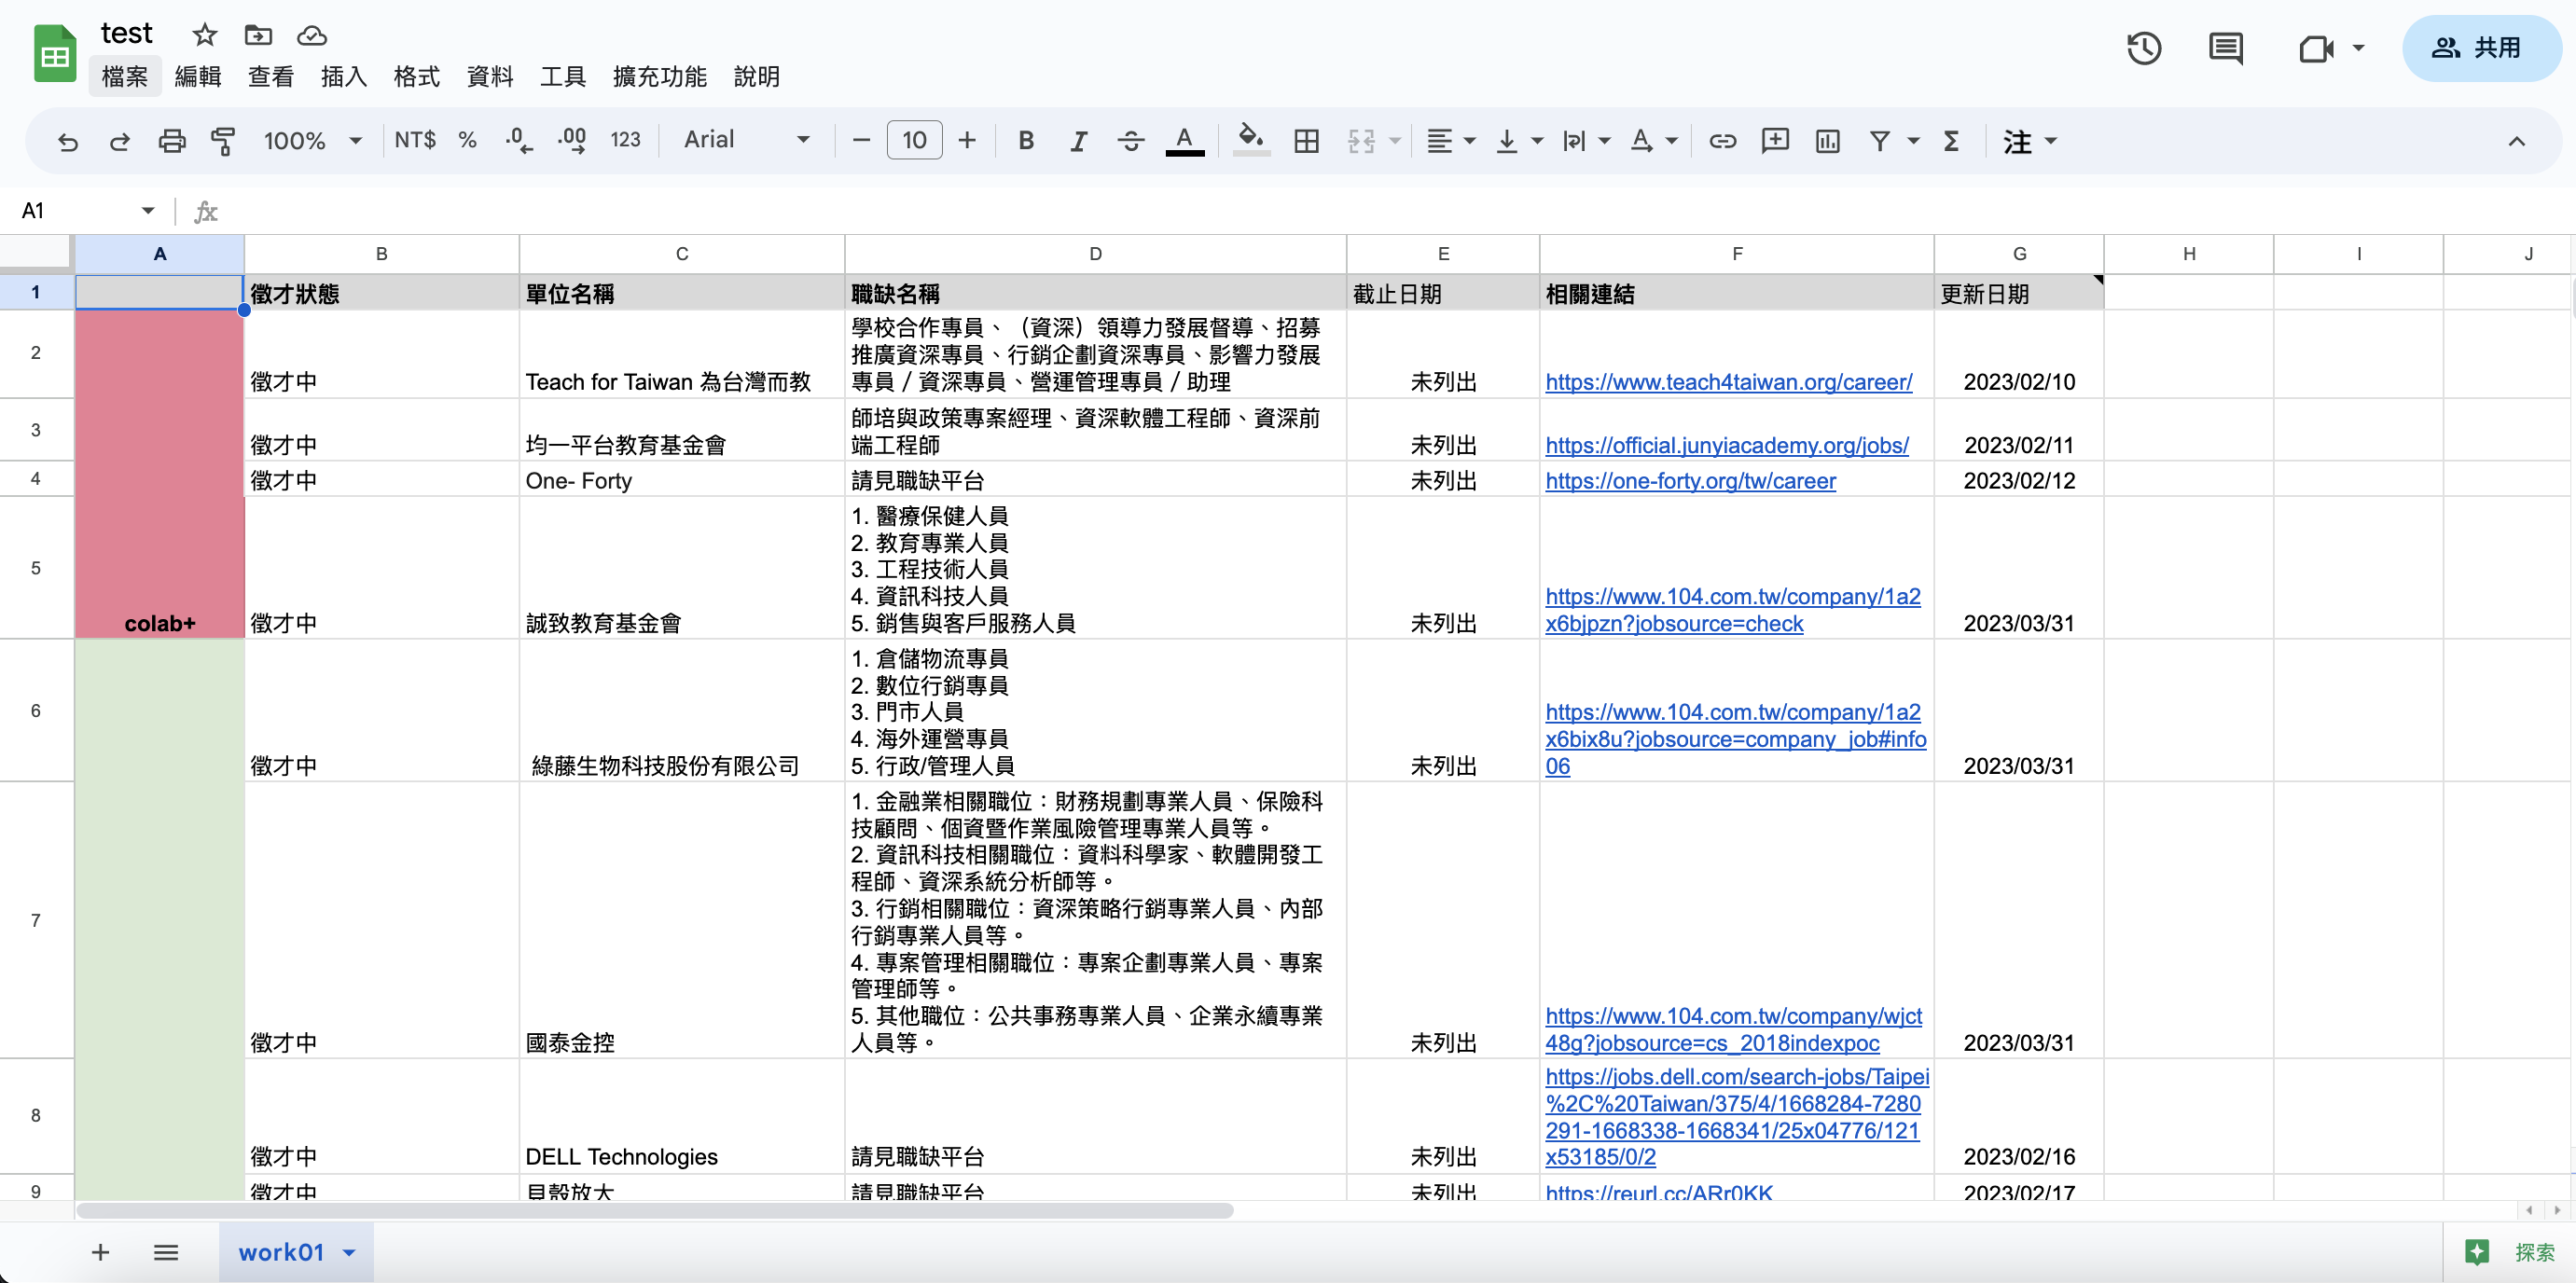 test
檔案 編輯 查看 插入 格式 資料 工具 擴充功能 說明
共用
100% NT$ % .0 .00 123 Arial 10 B I A 注
A1 fx
A B C D E F G H I J
1 徵才狀態 單位名稱 職缺名稱 截止日期 相關連結 更新日期
學校合作專員、（資深）領導力發展督導、招募
推廣資深專員、行銷企劃資深專員、影響力發展
2 徵才中 Teach for Taiwan 為台灣而教 專員 / 資深專員、營運管理專員 / 助理 未列出 https://www.teach4taiwan.org/career/ 2023/02/10
師培與政策專案經理、資深軟體工程師、資深前
3 徵才中 均一平台教育基金會 端工程師 未列出 https://official.junyiacademy.org/jobs/ 2023/02/11
4 徵才中 One- Forty 請見職缺平台 未列出 https://one-forty.org/tw/career 2023/02/12
1. 醫療保健人員
2. 教育專業人員
3. 工程技術人員
4. 資訊科技人員 https://www.104.com.tw/company/1a2
5 colab+ 徵才中 誠致教育基金會 5. 銷售與客戶服務人員 未列出 x6bjpzn?jobsource=check 2023/03/31
1. 倉儲物流專員
2. 數位行銷專員
3. 門市人員 https://www.104.com.tw/company/1a2
4. 海外運營專員 x6bix8u?jobsource=company_job#info
6 徵才中 綠藤生物科技股份有限公司 5. 行政/管理人員 未列出 06 2023/03/31
1. 金融業相關職位：財務規劃專業人員、保險科
技顧問、個資暨作業風險管理專業人員等。
2. 資訊科技相關職位：資料科學家、軟體開發工
程師、資深系統分析師等。
3. 行銷相關職位：資深策略行銷專業人員、內部
行銷專業人員等。
4. 專案管理相關職位：專案企劃專業人員、專案
管理師等。
5. 其他職位：公共事務專業人員、企業永續專業 https://www.104.com.tw/company/wjct
7 徵才中 國泰金控 人員等。 未列出 48g?jobsource=cs_2018indexpoc 2023/03/31
https://jobs.dell.com/search-jobs/Taipei
%2C%20Taiwan/375/4/1668284-7280
291-1668338-1668341/25x04776/121
8 徵才中 DELL Technologies 請見職缺平台 未列出 x53185/0/2 2023/02/16
9 徵才中 貝殼放大 請見職缺平台 未列出 https://reurl.cc/ARr0KK 2023/02/17
work01 探索